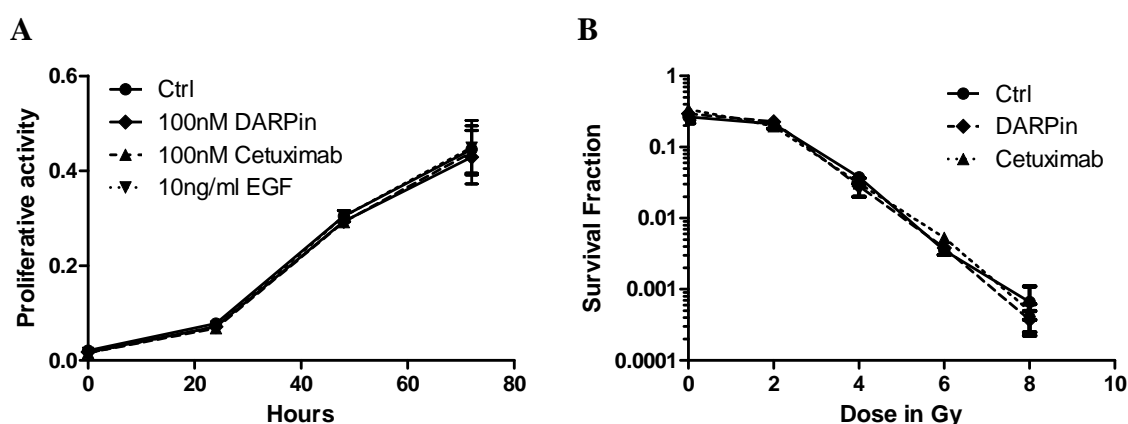 A
Proliferative activity
0.6
0.4
0.2
0.0
Ctrl
100nM DARPin
100nM Cetuximab
10ng/ml EGF
0 20 40 60 80
Hours
B
Survival Fraction
1
0.1
0.01
0.001
0.0001
Ctrl
DARPin
Cetuximab
0 2 4 6 8 10
Dose in Gy